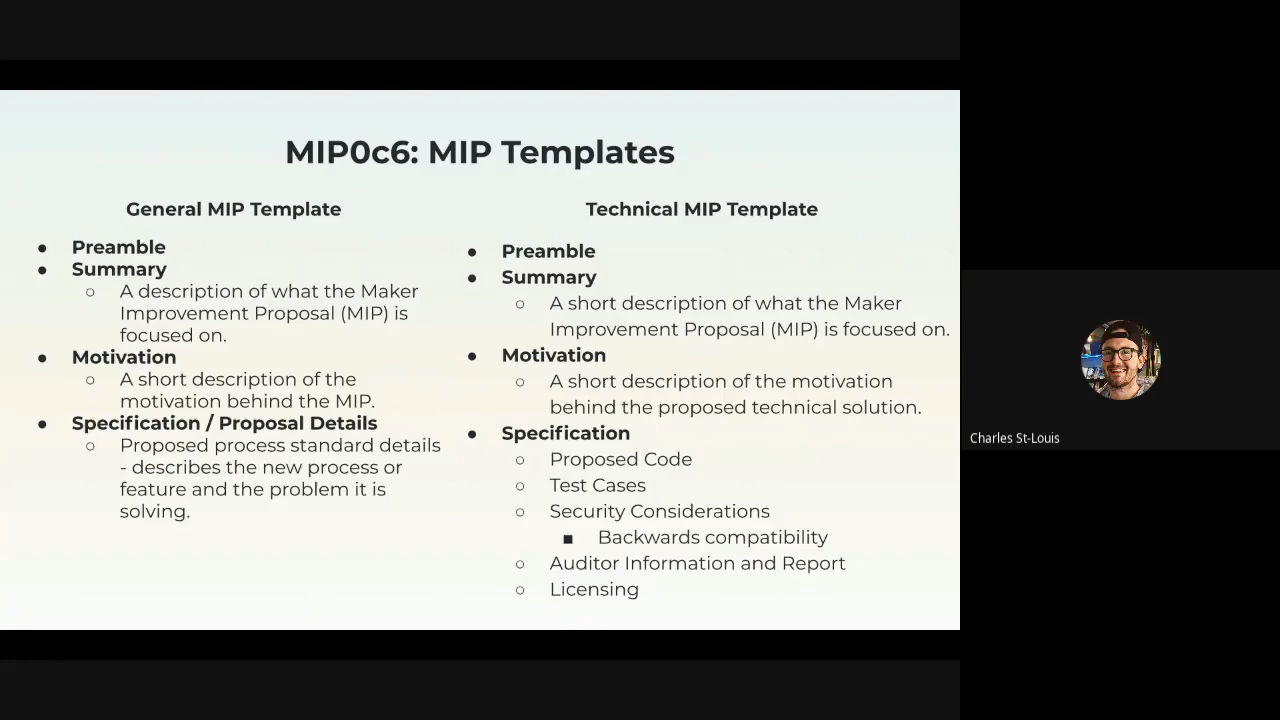 MIP0c6: MIP Templates
General MIP Template
● Preamble
● Summary
○ A description of what the Maker
Improvement Proposal (MIP) is
focused on.
● Motivation
○ A short description of the
motivation behind the MIP.
● Specification / Proposal Details
○ Proposed process standard details
- describes the new process or
feature and the problem it is
solving.
Technical MIP Template
● Preamble
● Summary
○ A short description of what the Maker
Improvement Proposal (MIP) is focused on.
● Motivation
○ A short description of the motivation
behind the proposed technical solution.
● Specification
○ Proposed Code
○ Test Cases
○ Security Considerations
■ Backwards compatibility
○ Auditor Information and Report
○ Licensing
Charles St-Louis